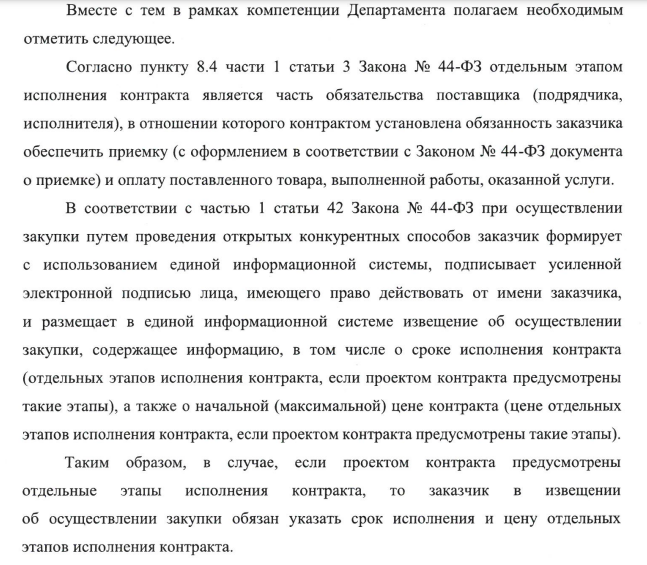 Вместе с тем в рамках компетенции Департамента полагаем необходимым
отметить следующее.
Согласно пункту 8.4 части 1 статьи 3 Закона № 44-ФЗ отдельным этапом
исполнения контракта является часть обязательства поставщика (подрядчика,
исполнителя), в отношении которого контрактом установлена обязанность заказчика
обеспечить приемку (с оформлением в соответствии с Законом № 44-ФЗ документа
о приемке) и оплату поставленного товара, выполненной работы, оказанной услуги.
В соответствии с частью 1 статьи 42 Закона № 44-ФЗ при осуществлении
закупки путем проведения открытых конкурентных способов заказчик формирует
с использованием единой информационной системы, подписывает усиленной
электронной подписью лица, имеющего право действовать от имени заказчика,
и размещает в единой информационной системе извещение об осуществлении
закупки, содержащее информацию, в том числе о сроке исполнения контракта
(отдельных этапов исполнения контракта, если проектом контракта предусмотрены
такие этапы), а также о начальной (максимальной) цене контракта (цене отдельных
этапов исполнения контракта, если проектом контракта предусмотрены такие этапы).
Таким образом, в случае, если проектом контракта предусмотрены
отдельные этапы исполнения контракта, то заказчик в извещении
об осуществлении закупки обязан указать срок исполнения и цену отдельных
этапов исполнения контракта.